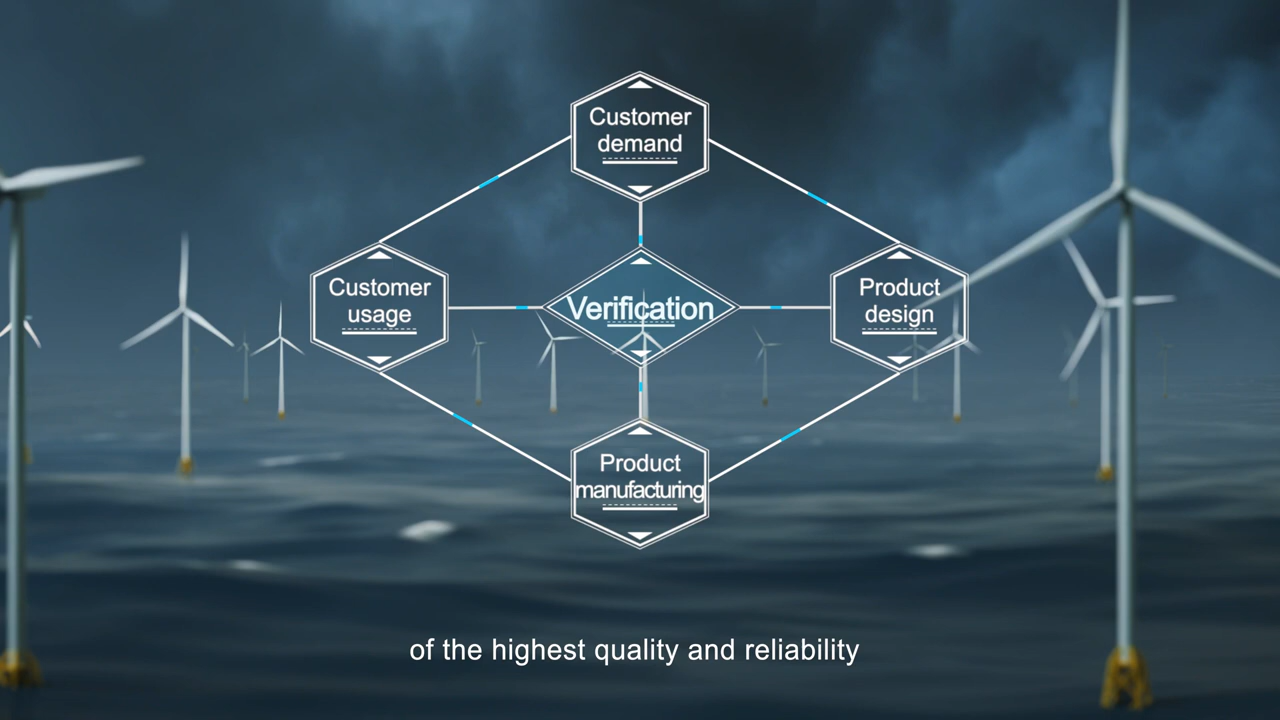 Customer
demand
Customer
usage
Verification
Product
design
Product
manufacturing
of the highest quality and reliability